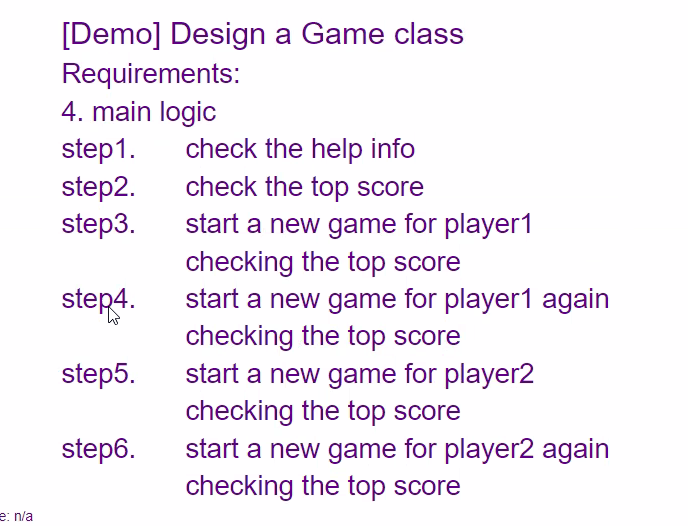 [Demo] Design a Game class
Requirements:
4. main logic
step1. check the help info
step2. check the top score
step3. start a new game for player1
checking the top score
step4. start a new game for player1 again
checking the top score
step5. start a new game for player2
checking the top score
step6. start a new game for player2 again
checking the top score
e: n/a